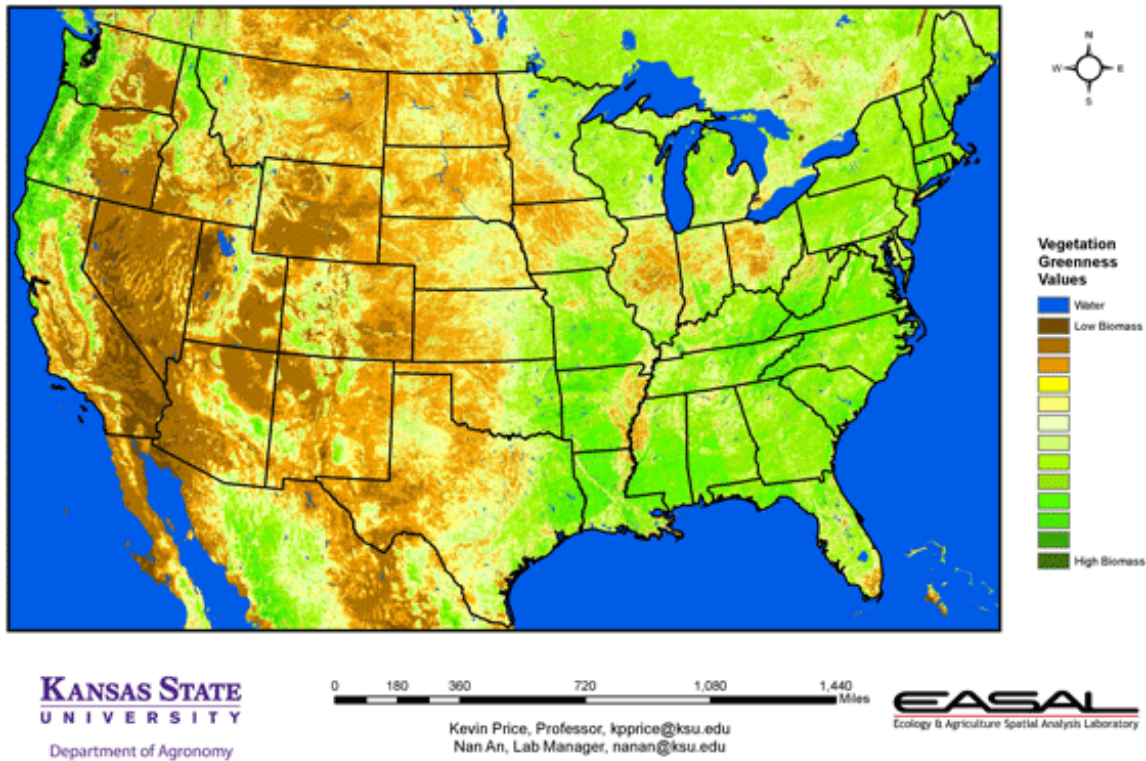 N
W E
S
Vegetation
Greenness
Values
Water
Low Biomass
High Biomass
KANSAS STATE
UNIVERSITY
Department of Agronomy
0 180 360 720 1,080 1,440
Miles
Kevin Price, Professor, kpprice@ksu.edu
Nan An, Lab Manager, nanan@ksu.edu
EASAL
Ecology & Agriculture Spatial Analysis Laboratory